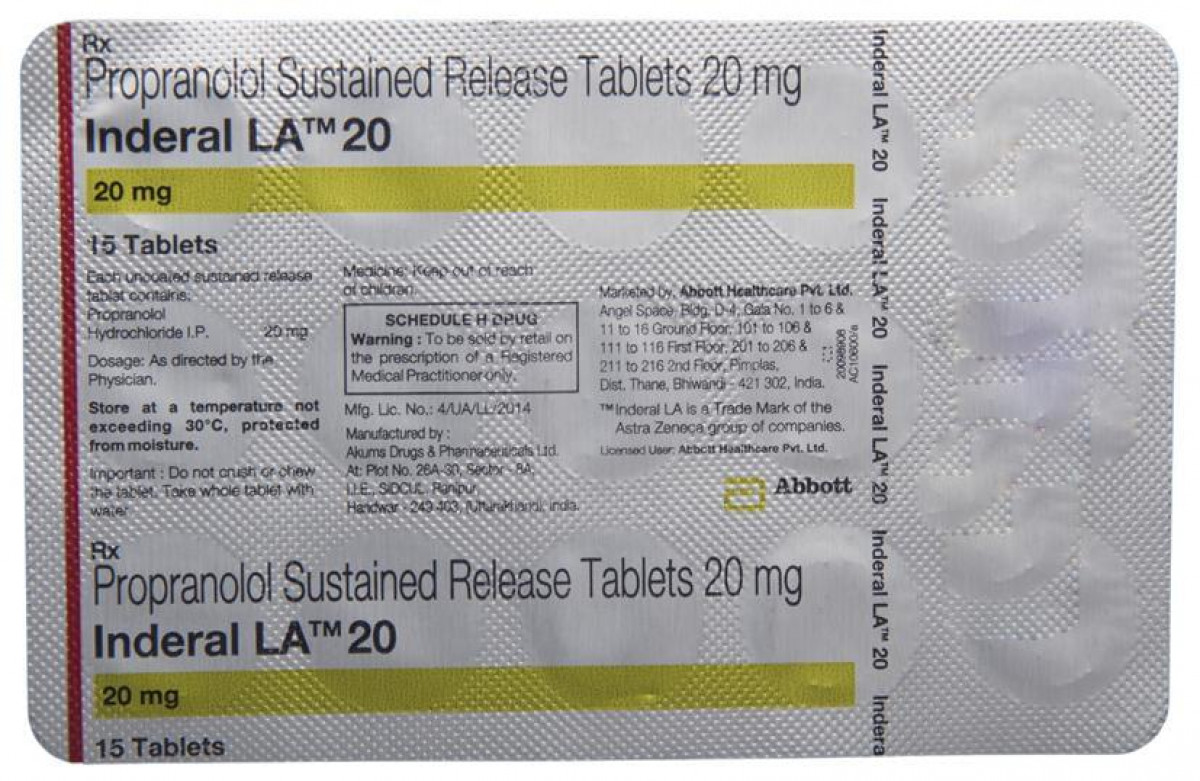 Rx
Propranolol Sustained Release Tablets 20 mg
Inderal LA™ 20
20 mg
15 Tablets
Each uncoated sustained release
tablet contains:
Propranolol
Hydrochloride I.P. 20 mg
Dosage: As directed by the
Physician.
Store at a temperature not
exceeding 30°C, protected
from moisture.
Important : Do not crush or chew
the tablet. Take whole tablet with
water
Medicine: Keep out of reach
of children.
SCHEDULE H DRUG
Warning : To be sold by retail on
the prescription of a Registered
Medical Practitioner only.
Mfg. Lic. No.: 4/UA/LL/2014
Manufactured by :
Akums Drugs & Pharmaceuticals Ltd.
At: Plot No. 26A-30, Sector - 8A,
I.I.E., SIDCUL, Ranipur,
Haridwar - 249 403, (Uttarakhand), India.
Marketed by: Abbott Healthcare Pvt. Ltd.
Angel Space, Bldg. D-4, Gala No. 1 to 6 &
11 to 16 Ground Floor, 101 to 106 &
111 to 116 First Floor, 201 to 206 &
211 to 216 2nd Floor, Pimplas,
Dist. Thane, Bhiwandi - 421 302, India.
™Inderal LA is a Trade Mark of the
Astra Zeneca group of companies.
Licensed User: Abbott Healthcare Pvt. Ltd.
Abbott
Rx
Propranolol Sustained Release Tablets 20 mg
Inderal LA™ 20
20 mg
15 Tablets
Inderal LA™ 20 Inderal LA™ 20 Inderal LA™ 20 Inderal LA™ 20 Indera